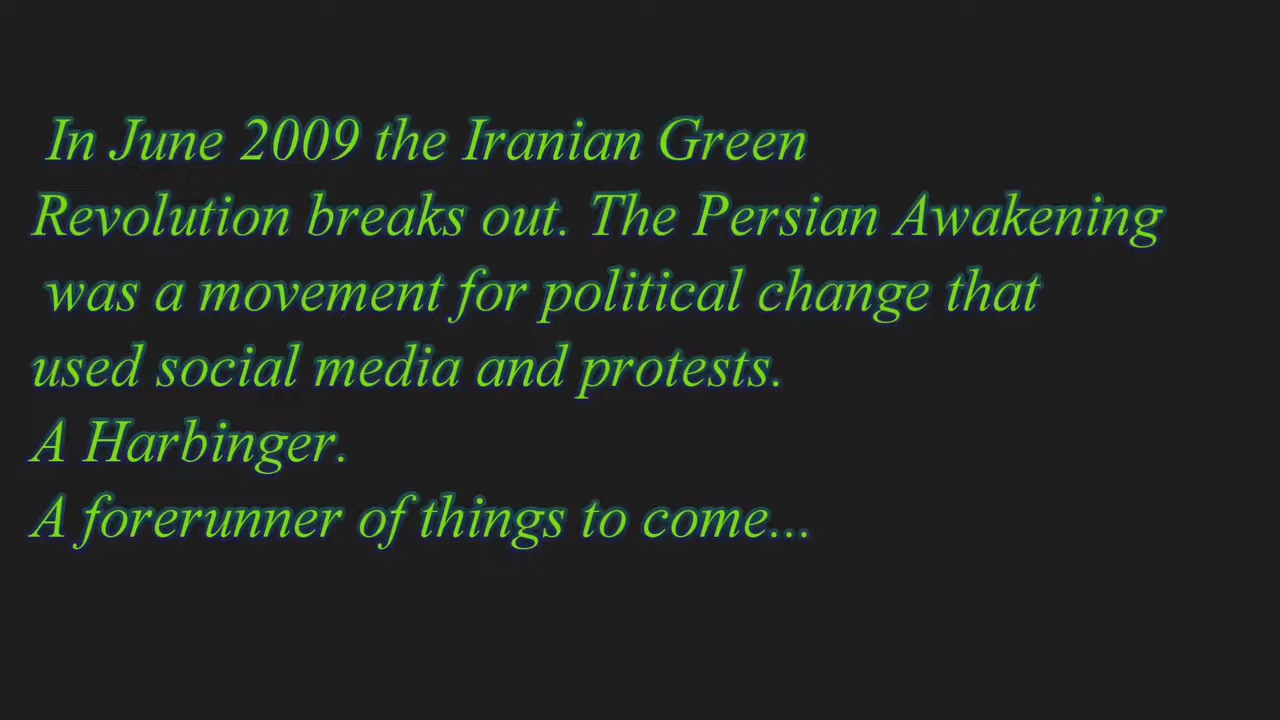 In June 2009 the Iranian Green
Revolution breaks out. The Persian Awakening
was a movement for political change that
used social media and protests.
A Harbinger.
A forerunner of things to come...